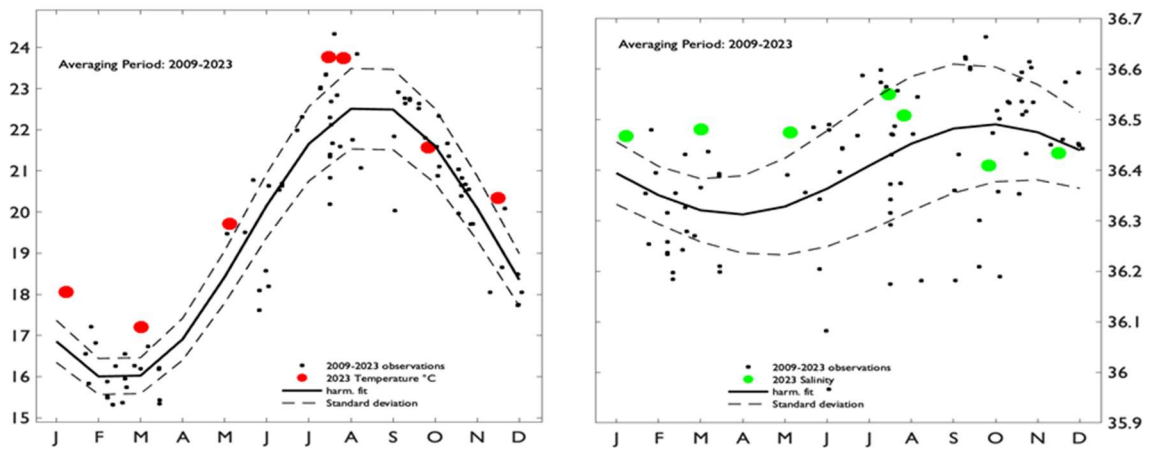 Averaging Period: 2009-2023
24
23
22
21
20
19
18
17
16
15
J F M A M J J A S O N D
2009-2023 observations
2023 Temperature °C
harm. fit
Standard deviation
Averaging Period: 2009-2023
36.7
36.6
36.5
36.4
36.3
36.2
36.1
36
35.9
J F M A M J J A S O N D
2009-2023 observations
2023 Salinity
harm. fit
Standard deviation